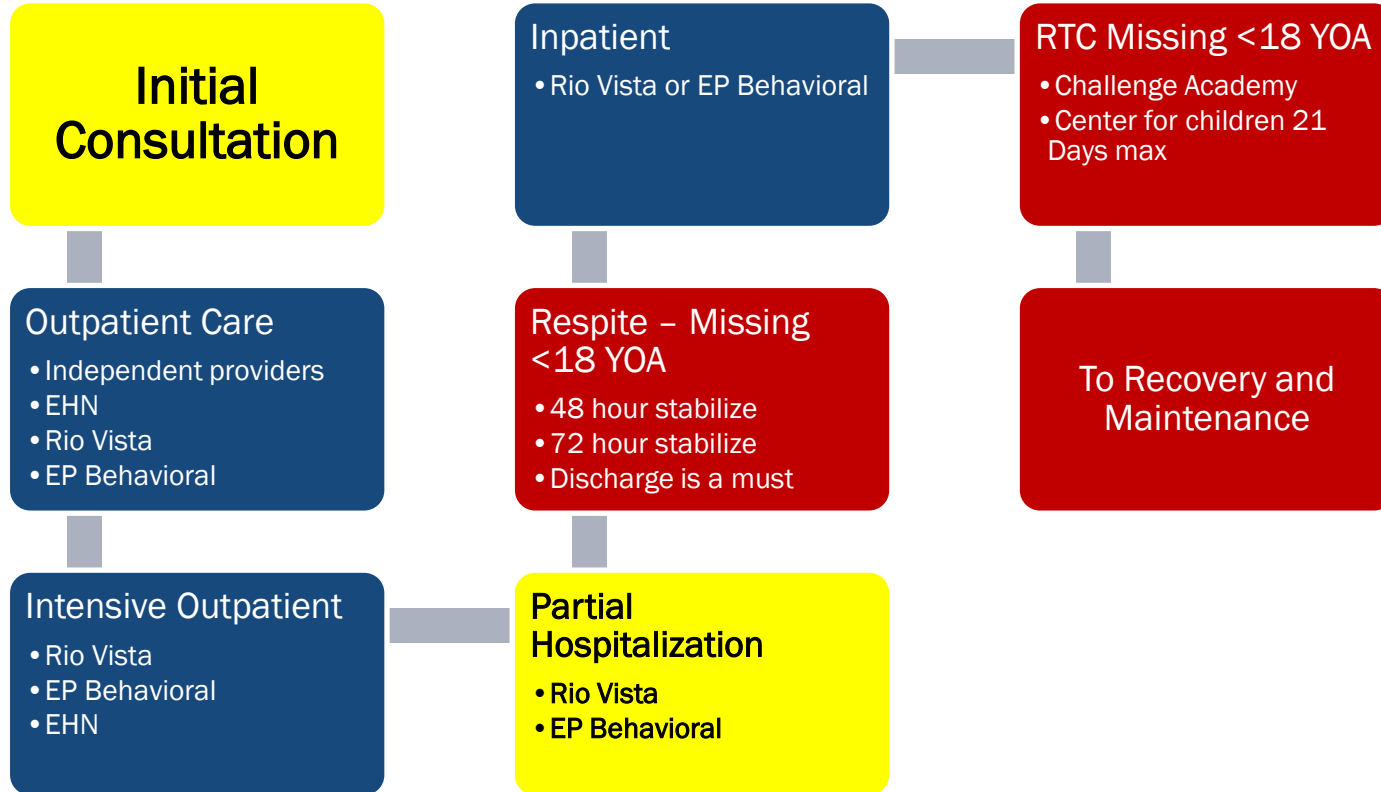 Initial
Consultation
Outpatient Care
•Independent providers
•EHN
•Rio Vista
•EP Behavioral
Intensive Outpatient
•Rio Vista
•EP Behavioral
•EHN
Partial
Hospitalization
•Rio Vista
•EP Behavioral
Respite – Missing
<18 YOA
•48 hour stabilize
•72 hour stabilize
•Discharge is a must
Inpatient
•Rio Vista or EP Behavioral
RTC Missing <18 YOA
•Challenge Academy
•Center for children 21
Days max
To Recovery and
Maintenance